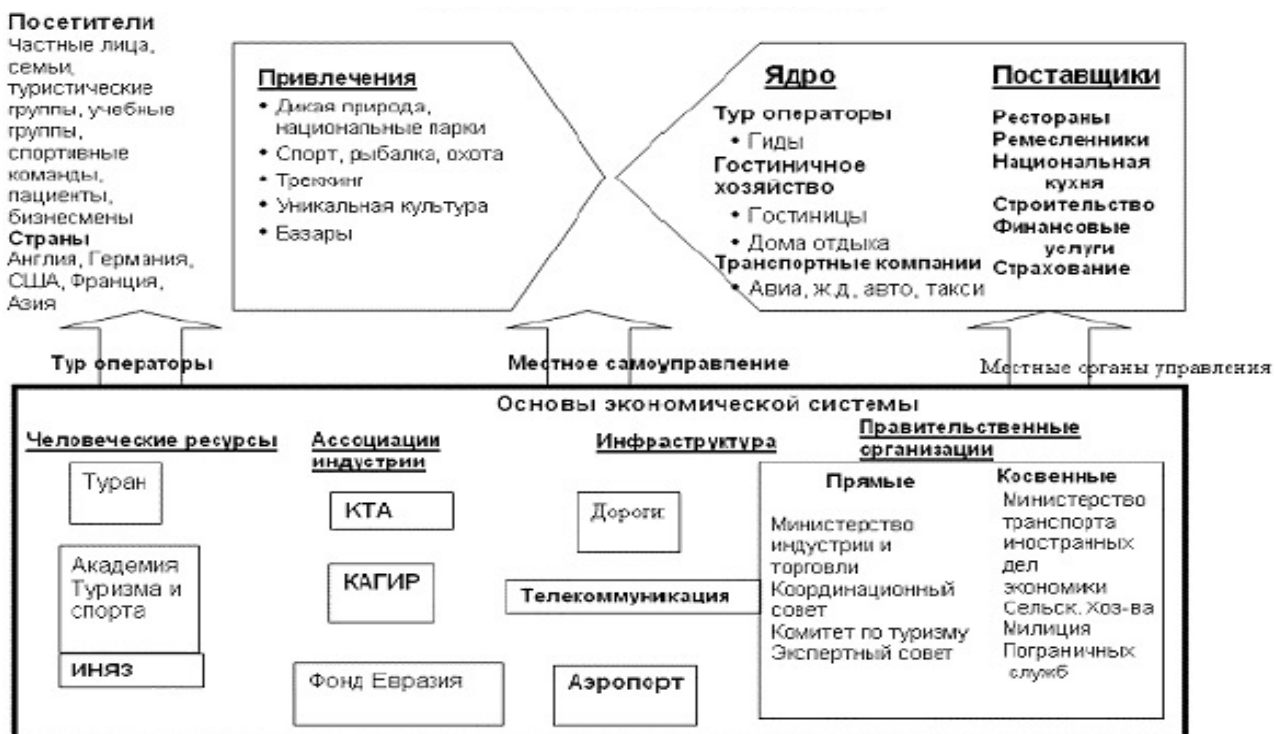 Посетители
Частные лица,
семьи,
туристические
группы, учебные
группы,
спортивные
команды,
пациенты,
бизнесмены
Страны
Англия, Германия,
США, Франция,
Азия
Привлечения
• Дикая природа,
национальные парки
• Спорт, рыбалка, охота
• Треккинг
• Уникальная культура
• Базары
Ядро
Тур операторы
• Гиды
Гостиничное
хозяйство
• Гостиницы
• Дома отдыха
Транспортные компании
• Авиа, ж.д, авто, такси
Поставщики
Рестораны
Ремесленники
Национальная
кухня
Строительство
Финансовые
услуги
Страхование
Тур операторы
Местное самоуправление
Местные органы управления
Основы экономической системы
Человеческие ресурсы
Туран
Академия
Туризма и
спорта
ИНЯЗ
Ассоциации
индустрии
КТА
КАГИР
Фонд Евразия
Инфраструктура
Дороги
Телекоммуникация
Аэропорт
Правительственные
организации
Прямые
Министерство
индустрии и
торговли
Координационный
совет
Комитет по туризму
Экспертный совет
Косвенные
Министерство
транспорта
иностранных
дел
экономики
Сельск. Хоз-ва
Милиция
Пограничных
служб